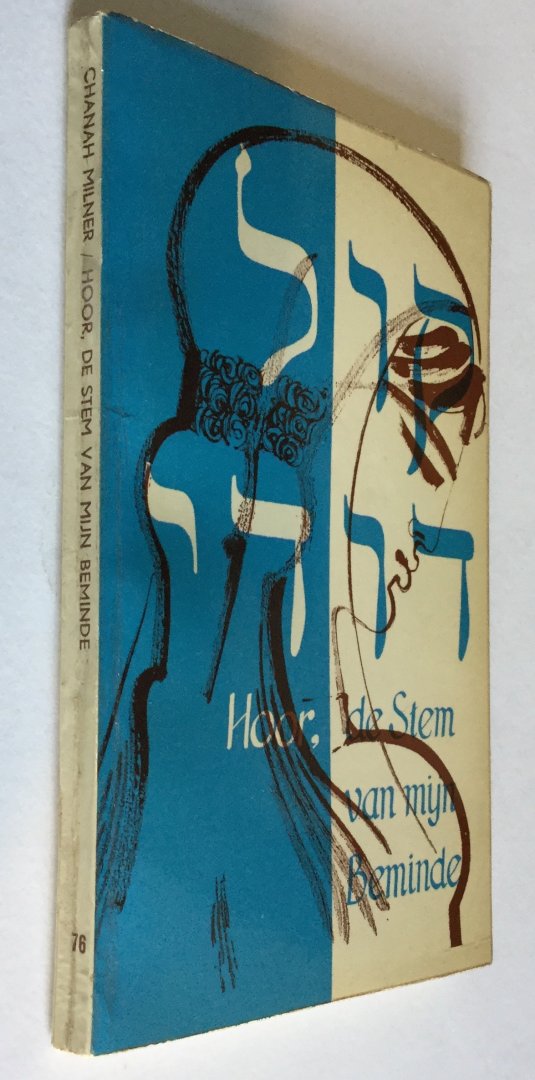 CHANAH MILNER / HOOR, DE STEM VAN MIJN BEMINDE
76
קול
דודי
Hoor, de Stem
van mijn
Beminde